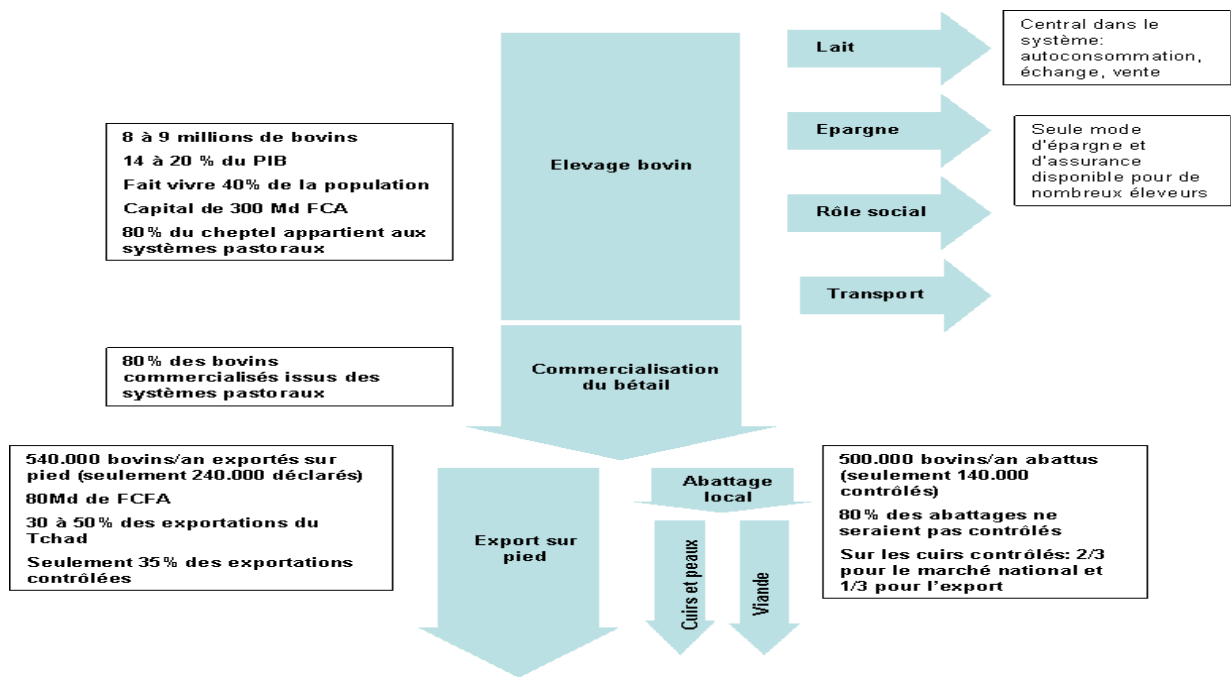 Lait
Central dans le
système:
autoconsommation,
échange, vente
8 à 9 millions de bovins
14 à 20 % du PIB
Fait vivre 40% de la population
Capital de 300 Md FCA
80% du cheptel appartient aux
systèmes pastoraux
Elevage bovin
Epargne
Seule mode
d'épargne et
d'assurance
disponible pour de
nombreux éleveurs
Rôle social
Transport
80% des bovins
commercialisés issus des
systèmes pastoraux
Commercialisation
du bétail
540.000 bovins/an exportés sur
pied (seulement 240.000 déclarés)
80Md de FCFA
30 à 50% des exportations du
Tchad
Seulement 35% des exportations
contrôlées
Export sur
pied
Abattage
local
Cuirs et peaux
Viande
500.000 bovins/an abattus
(seulement 140.000
contrôlés)
80% des abattages ne
seraient pas contrôlés
Sur les cuirs contrôlés: 2/3
pour le marché national et
1/3 pour l'export